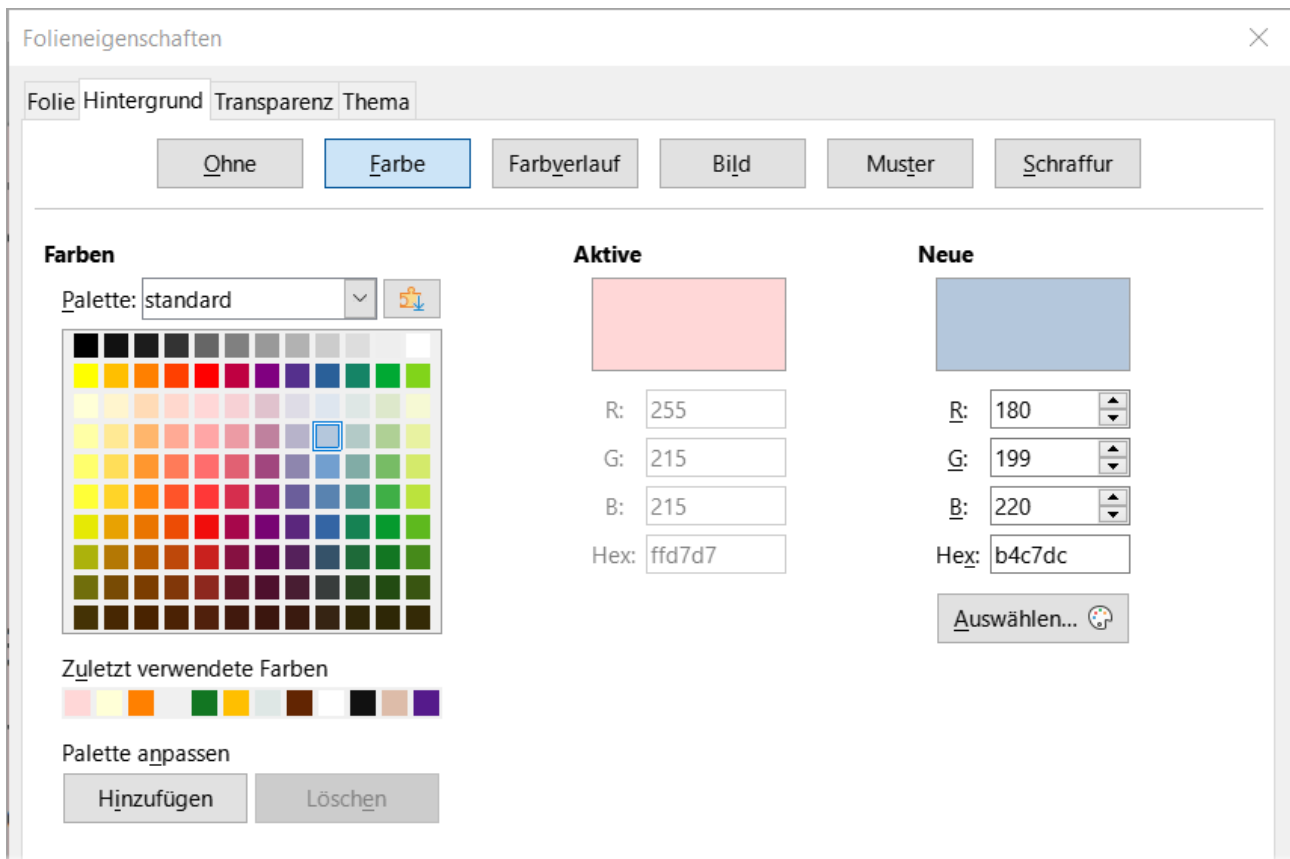 Folieneigenschaften
Folie Hintergrund Transparenz Thema
Ohne Farbe Farbverlauf Bild Muster Schraffur
Farben Aktive Neue
Palette: standard
R: 255 R: 180
G: 215 G: 199
B: 215 B: 220
Hex: ffd7d7 Hex: b4c7dc
Auswählen...
Zuletzt verwendete Farben
Palette anpassen
Hinzufügen Löschen